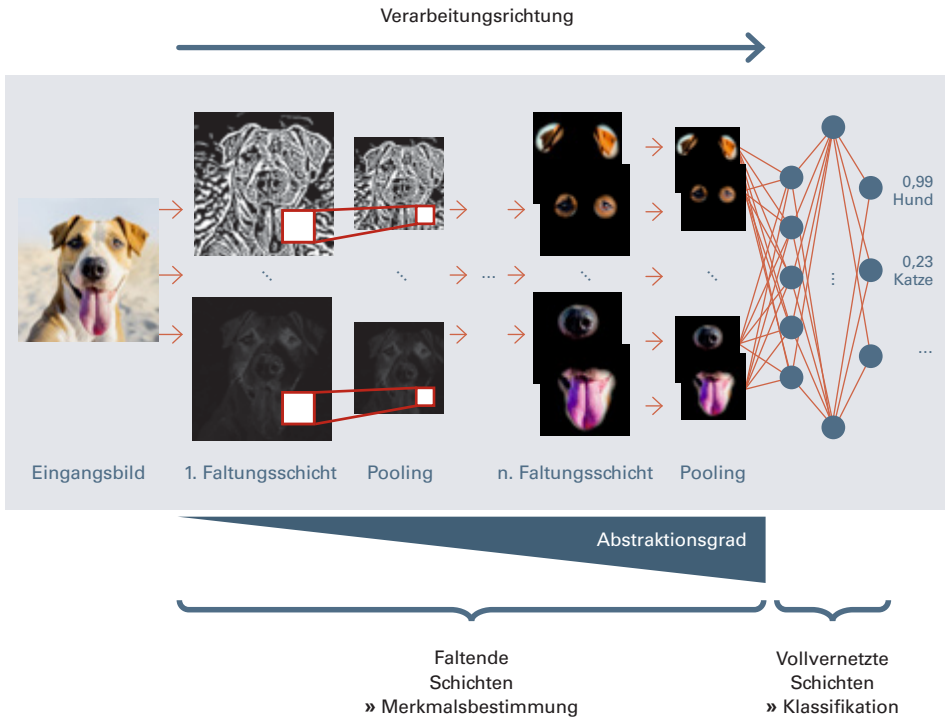 Verarbeitungsrichtung
0,99
Hund
0,23
Katze
...
...
Eingangsbild
1. Faltungsschicht
Pooling
n. Faltungsschicht
Pooling
Abstraktionsgrad
Faltende
Schichten
» Merkmalsbestimmung
Vollvernetzte
Schichten
» Klassifikation